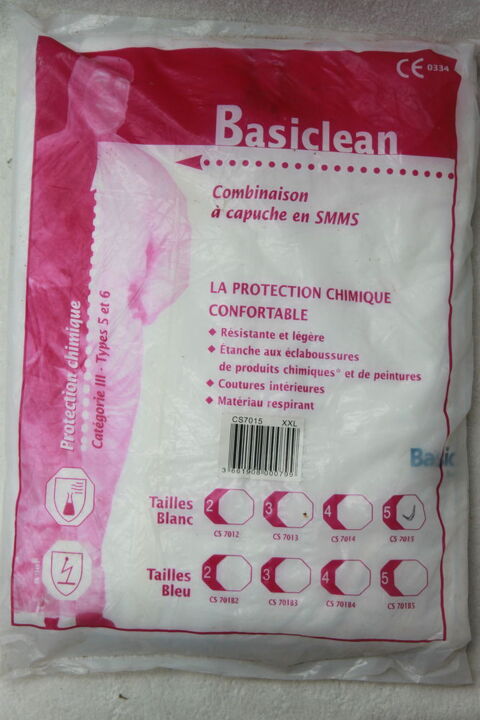 CE 0334
Basiclean
Combinaison
à capuche en SMMS
LA PROTECTION CHIMIQUE
CONFORTABLE
Résistante et légère
Étanche aux éclaboussures
de produits chimiques* et de peintures
Coutures intérieures
Matériau respirant
Protection chimique
Catégorie III - Types 5 et 6
CS7015 XXL
Basic
Tailles
Blanc
2 3 4 5
CS 7012 CS 7013 CS 7014 CS 7015
Tailles
Bleu
2 3 4 5
CS 70182 CS 70183 CS 70184 CS 70185